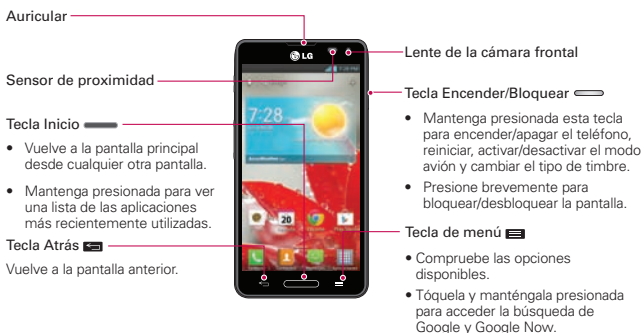 Auricular
Sensor de proximidad
Tecla Inicio
• Vuelve a la pantalla principal
desde cualquier otra pantalla.
• Mantenga presionada para ver
una lista de las aplicaciones
más recientemente utilizadas.
Tecla Atrás
Vuelve a la pantalla anterior.
LG
7:28
20
Lente de la cámara frontal
Tecla Encender/Bloquear
• Mantenga presionada esta tecla
para encender/apagar el teléfono,
reiniciar, activar/desactivar el modo
avión y cambiar el tipo de timbre.
• Presione brevemente para
bloquear/desbloquear la pantalla.
Tecla de menú
• Compruebe las opciones
disponibles.
• Tóquela y manténgala presionada
para acceder la búsqueda de
Google y Google Now.